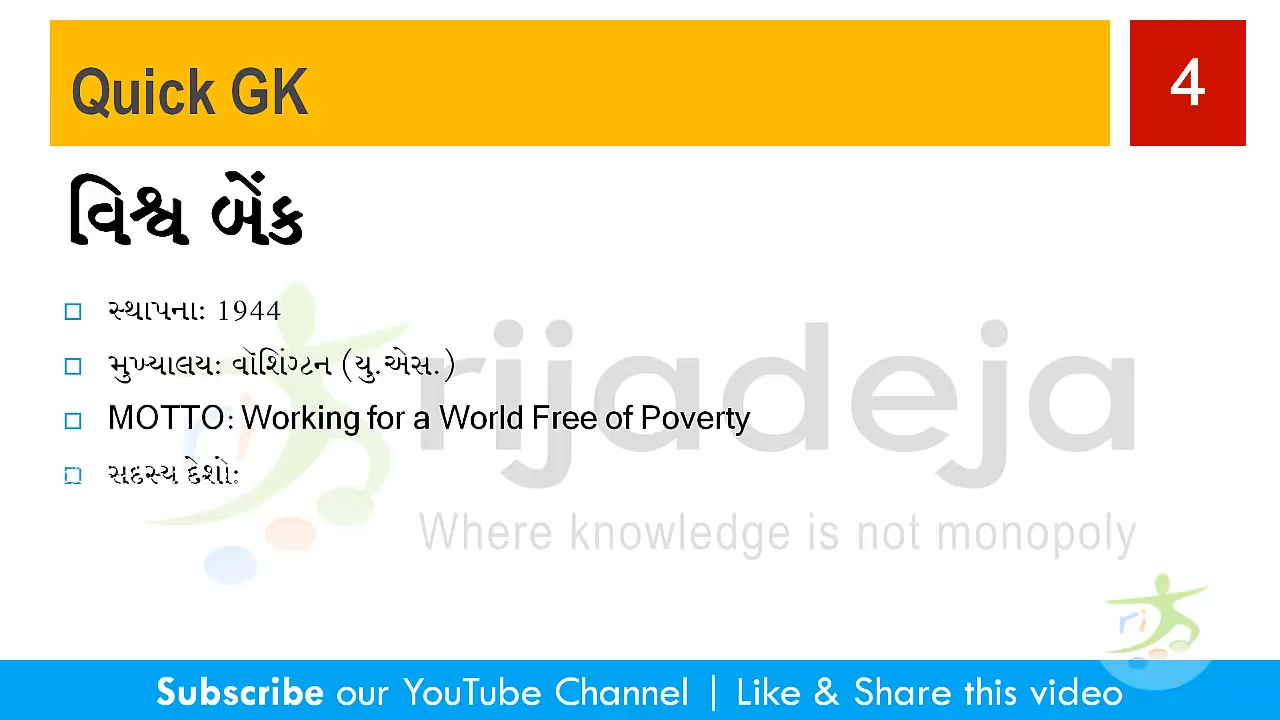 Quick GK
4
વિશ્વ બેંક
સ્થાપના: 1944
મુખ્યાલય: વૉશિંગ્ટન (યુ.એસ.)
MOTTO: Working for a World Free of Poverty
સદસ્ય દેશો:
rijadeja
Where knowledge is not monopoly
ri
Subscribe our YouTube Channel | Like & Share this video